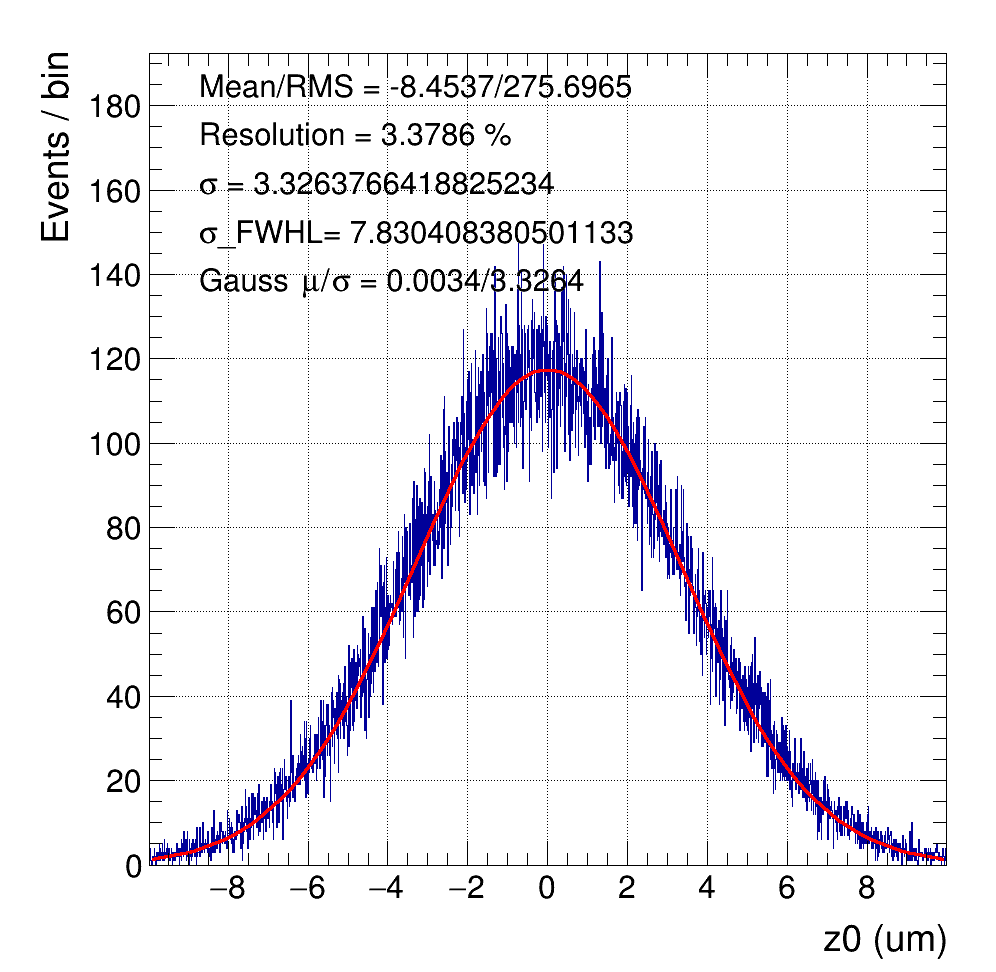 Events / bin
Mean/RMS = -8.4537/275.6965
Resolution = 3.3786 %
σ = 3.3263766418825234
σ_FWHL= 7.830408380501133
Gauss μ/σ = 0.0034/3.3264
180
160
140
120
100
80
60
40
20
0
−8 −6 −4 −2 0 2 4 6 8
z0 (um)